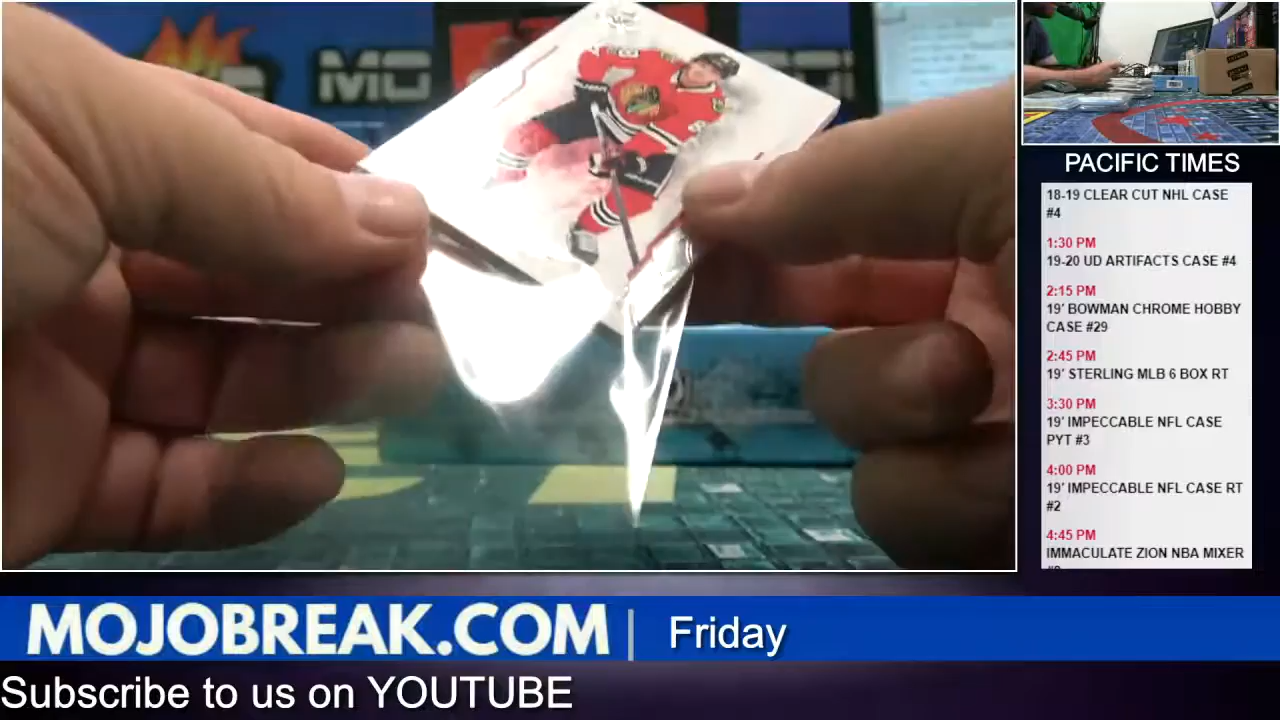 MO
PACIFIC TIMES
18-19 CLEAR CUT NHL CASE
#4
1:30 PM
19-20 UD ARTIFACTS CASE #4
2:15 PM
19' BOWMAN CHROME HOBBY
CASE #29
2:45 PM
19' STERLING MLB 6 BOX RT
3:30 PM
19' IMPECCABLE NFL CASE
PYT #3
4:00 PM
19' IMPECCABLE NFL CASE RT
#2
4:45 PM
IMMACULATE ZION NBA MIXER
MOJOBREAK.COM | Friday
Subscribe to us on YOUTUBE